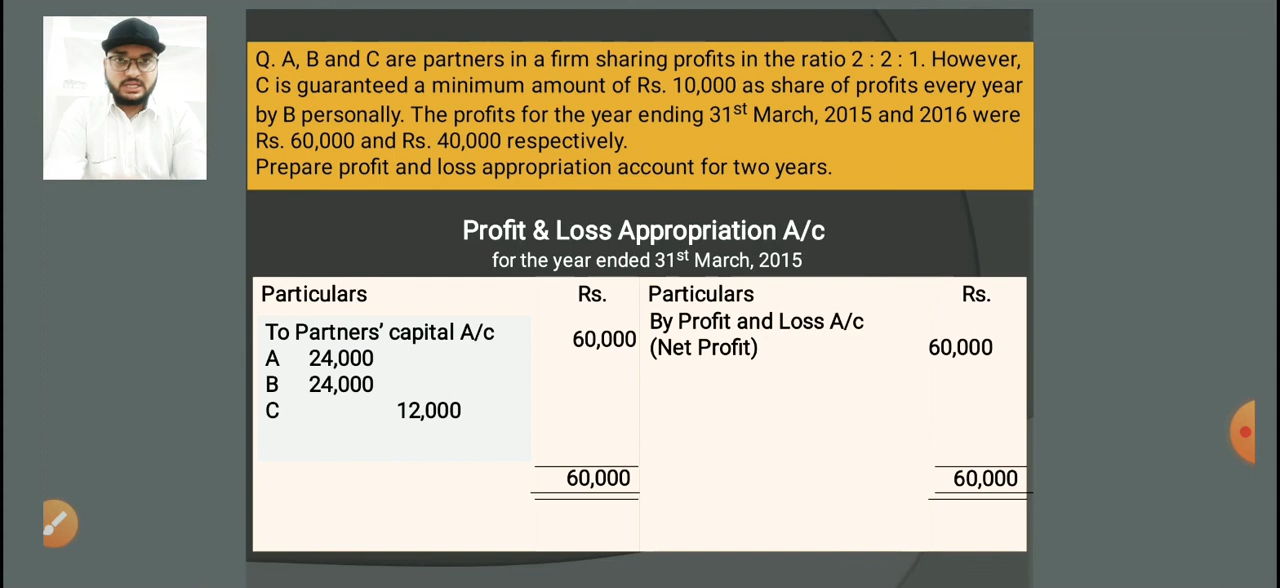 Q. A, B and C are partners in a firm sharing profits in the ratio 2 : 2 : 1. However,
C is guaranteed a minimum amount of Rs. 10,000 as share of profits every year
by B personally. The profits for the year ending 31st March, 2015 and 2016 were
Rs. 60,000 and Rs. 40,000 respectively.
Prepare profit and loss appropriation account for two years.
Profit & Loss Appropriation A/c
for the year ended 31st March, 2015
Particulars Rs. Particulars Rs.
To Partners' capital A/c 60,000 By Profit and Loss A/c
A 24,000 (Net Profit) 60,000
B 24,000
C 12,000
60,000 60,000